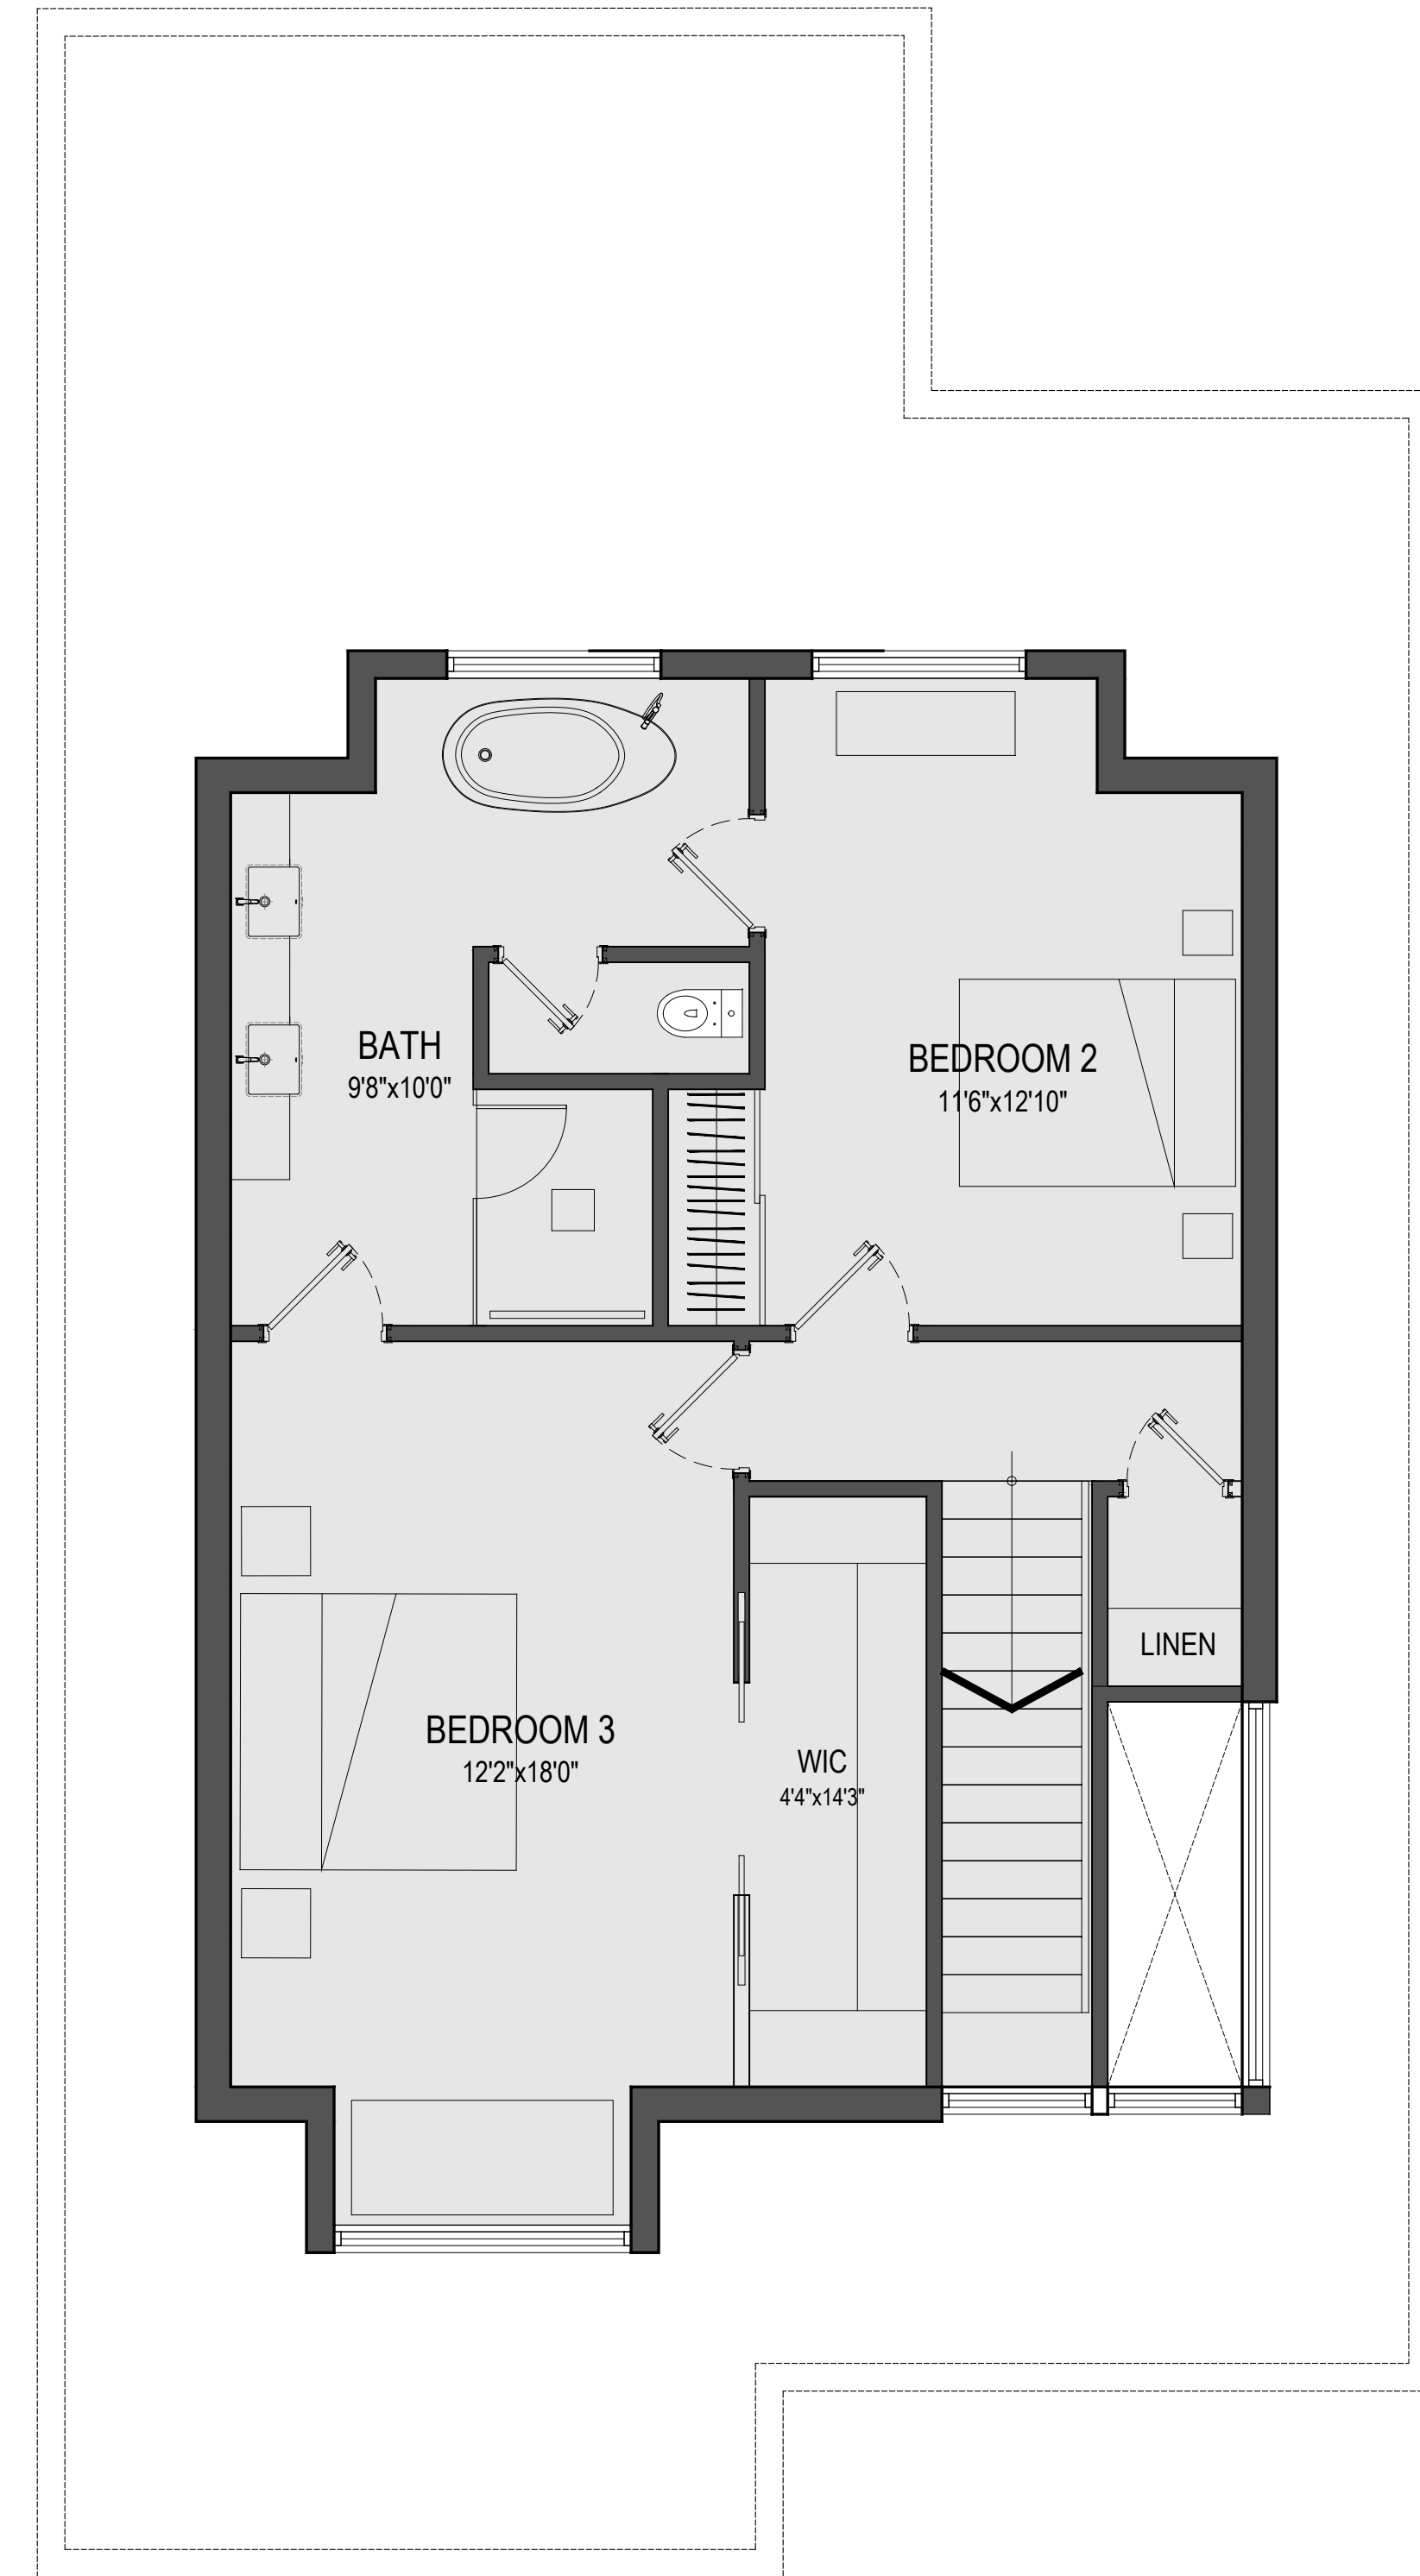 BATH
9'8"x10'0"
BEDROOM 2
11'6"x12'10"
LINEN
BEDROOM 3
12'2"x18'0"
WIC
4'4"x14'3"